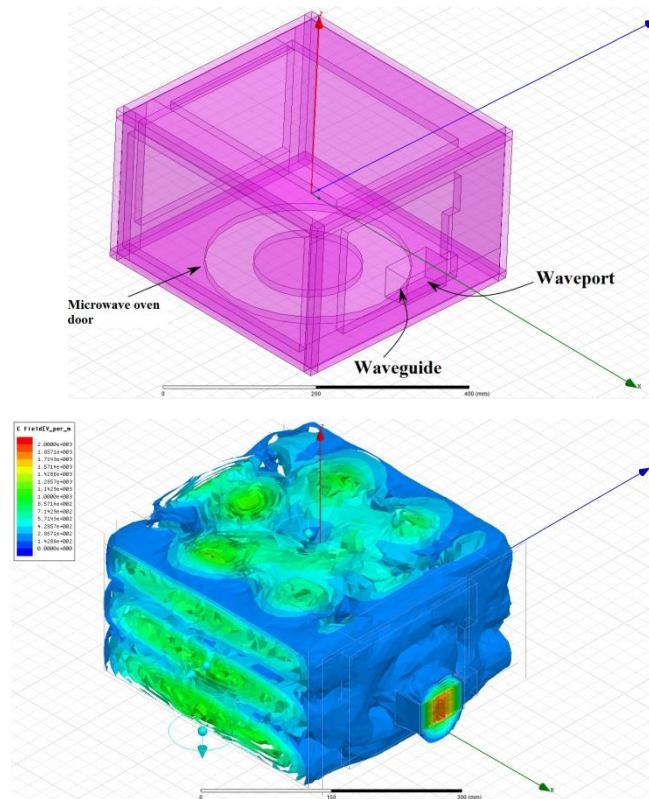 z
Microwave oven
door
Waveport
Waveguide
x
0
200
400 (mm)
E Field[V_per_m
2.0000e+003
1.8571e+003
1.7143e+003
1.5714e+003
1.4286e+003
1.2857e+003
1.1429e+003
1.0000e+003
8.5714e+002
7.1429e+002
5.7143e+002
4.2857e+002
2.8571e+002
1.4286e+002
0.0000e+000
z
x
0
100
300 (mm)